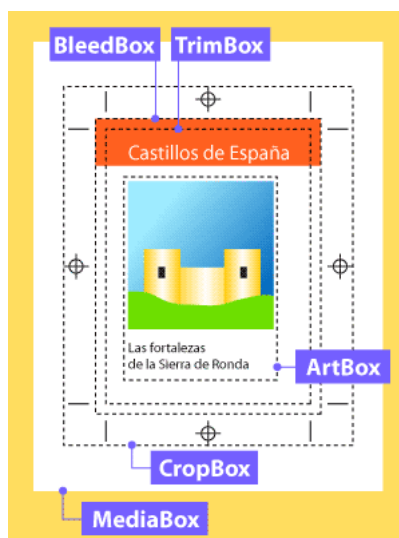 BleedBox TrimBox
Castillos de España
Las fortalezas
de la Sierra de Ronda
ArtBox
CropBox
MediaBox